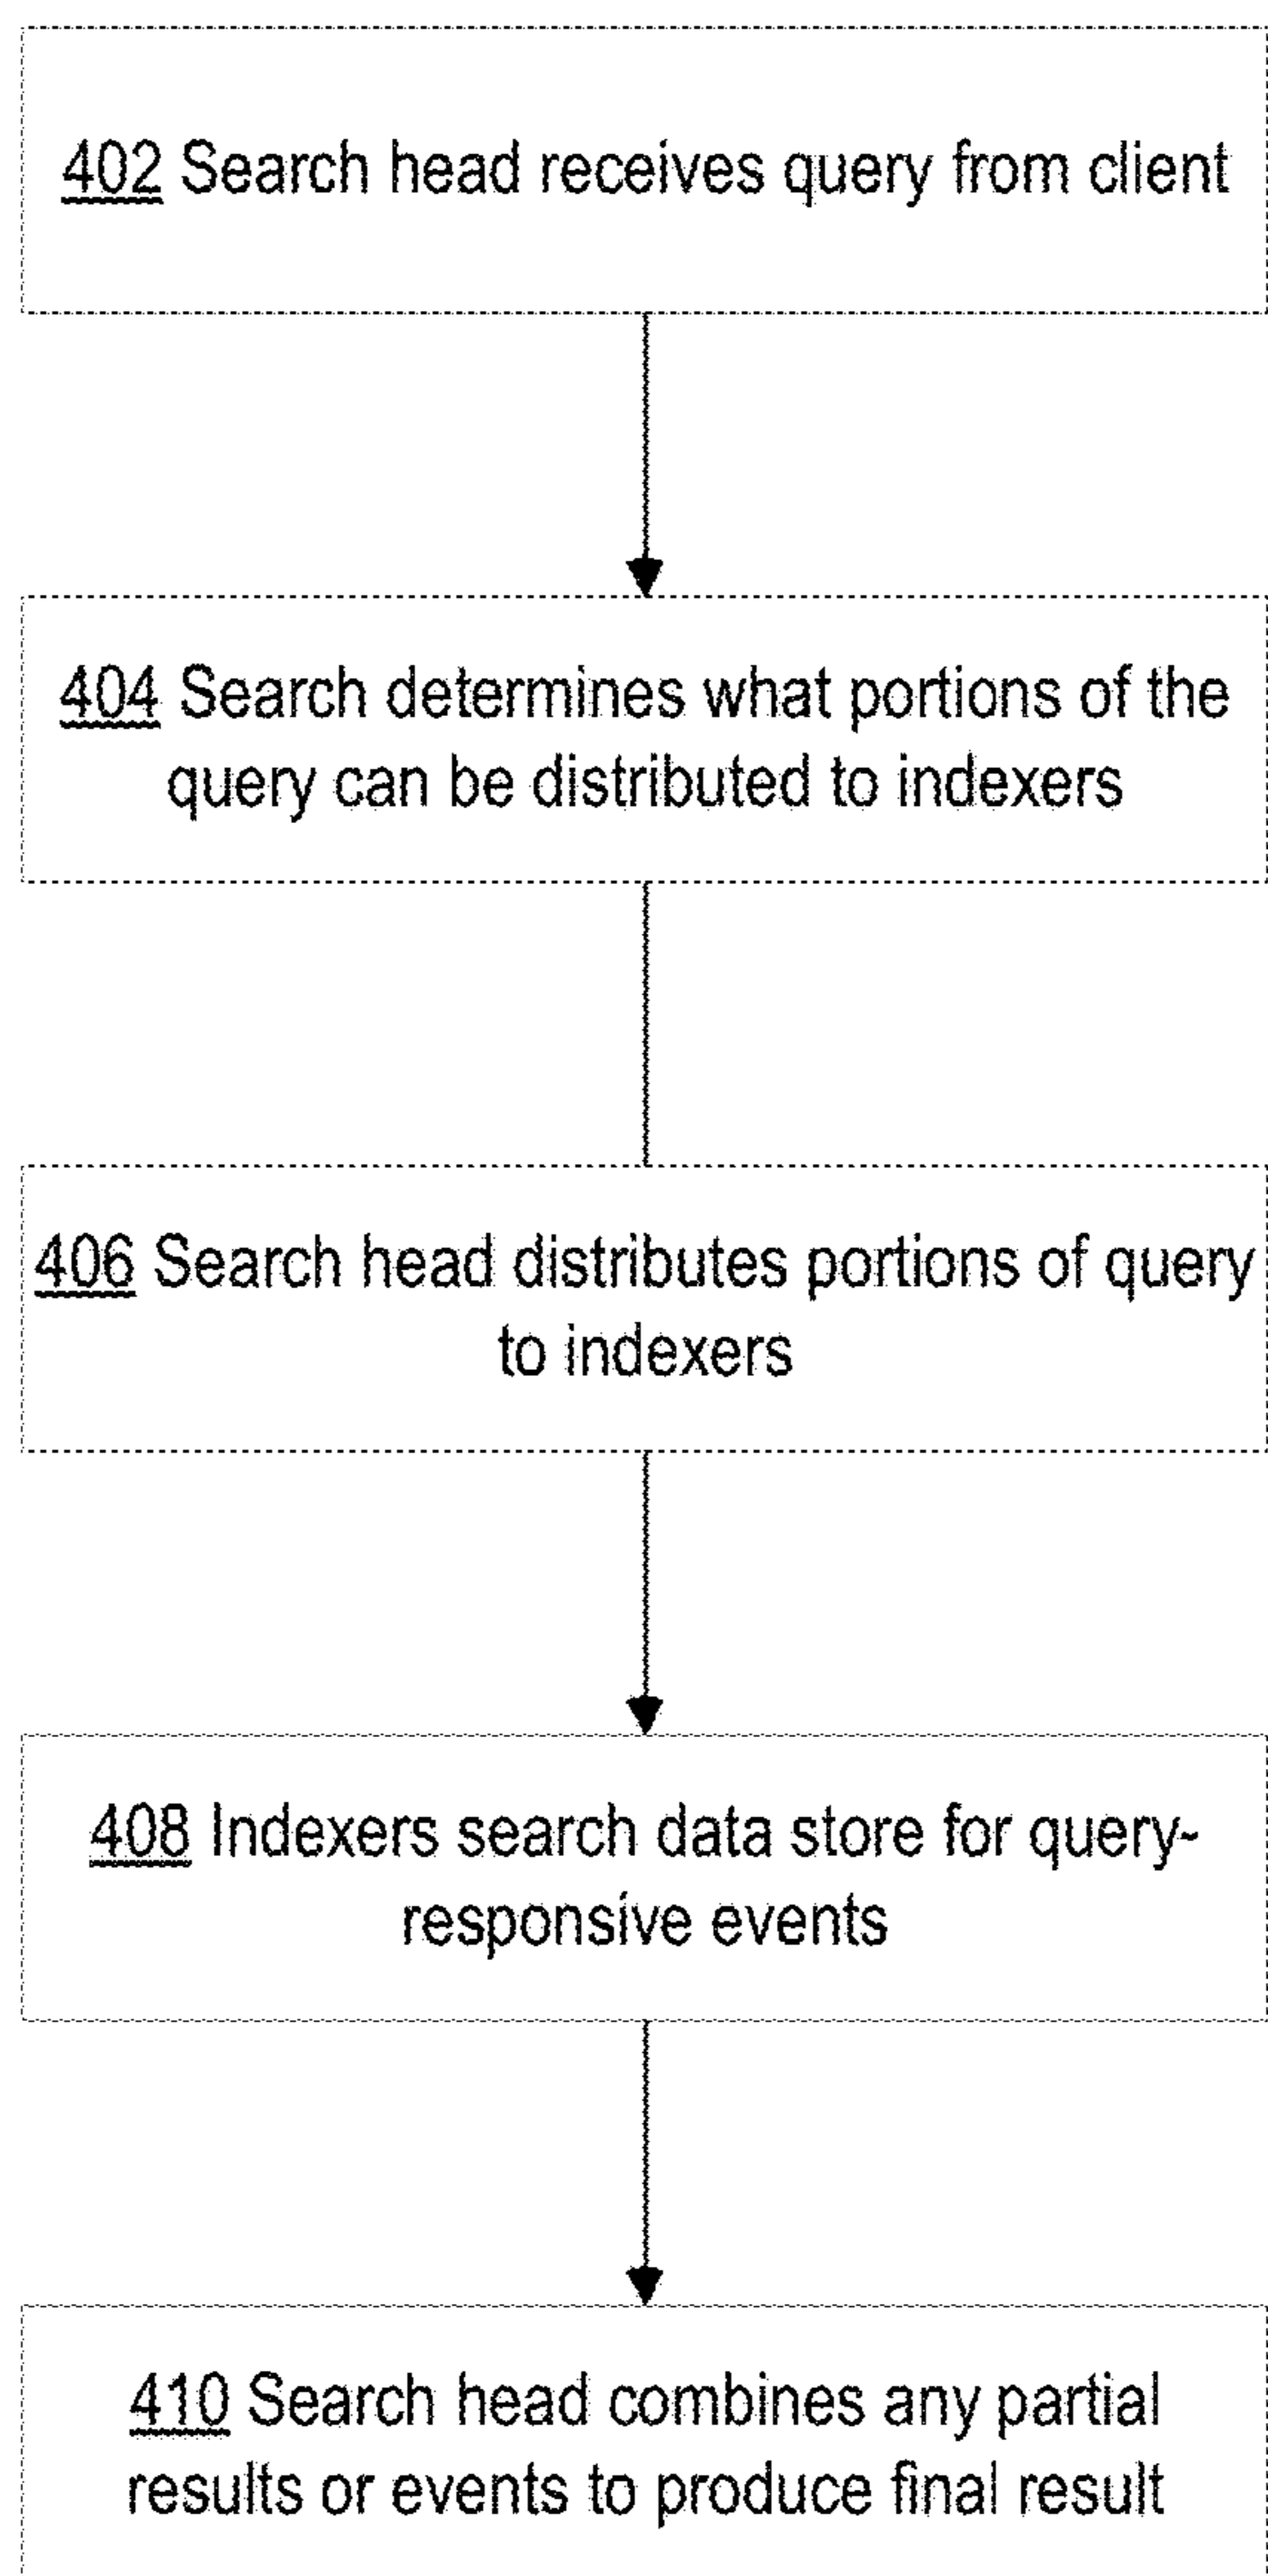 402 Search head receives query from client
404 Search determines what portions of the
query can be distributed to indexers
406 Search head distributes portions of query
to indexers
408 Indexers search data store for query-
responsive events
410 Search head combines any partial
results or events to produce final result